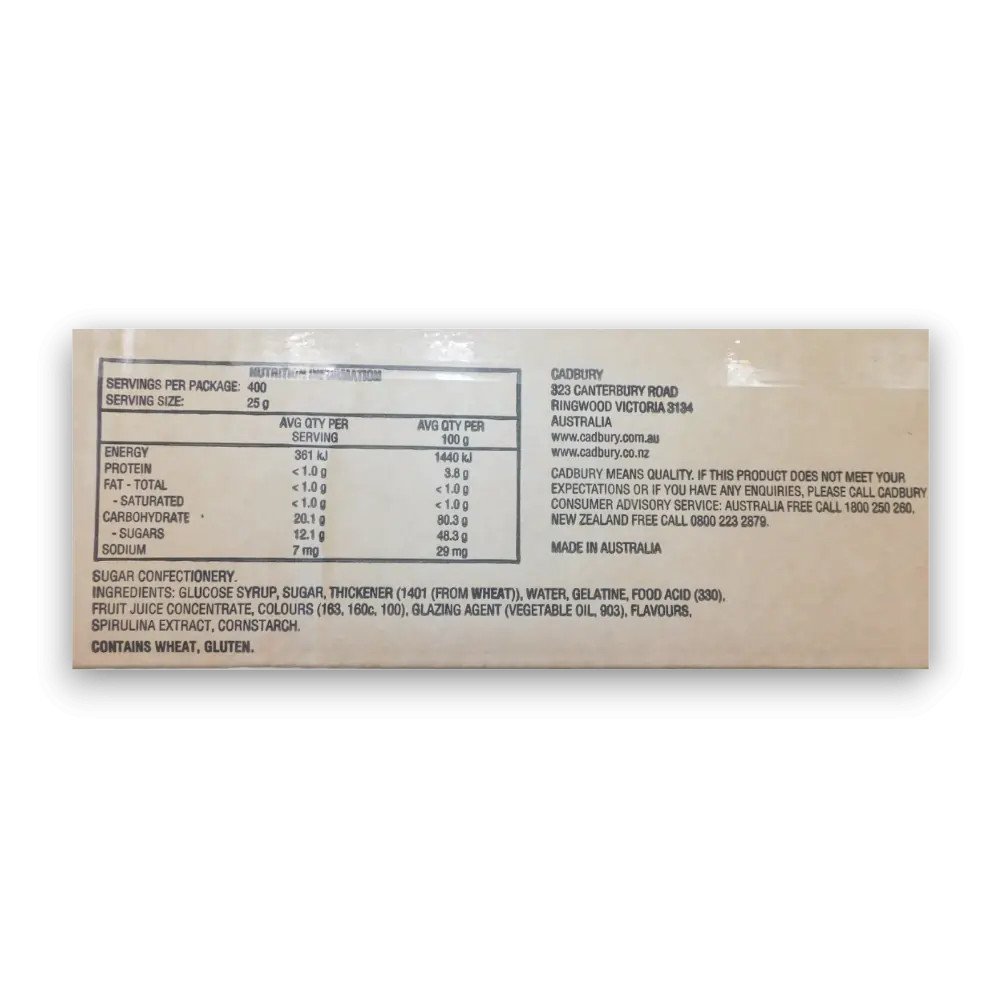 NUTRITION INFORMATION
SERVINGS PER PACKAGE: 400
SERVING SIZE: 25 g
AVG QTY PER SERVING AVG QTY PER 100 g
ENERGY 361 kJ 1440 kJ
PROTEIN < 1.0 g 3.8 g
FAT - TOTAL < 1.0 g < 1.0 g
- SATURATED < 1.0 g < 1.0 g
CARBOHYDRATE 20.1 g 80.3 g
- SUGARS 12.1 g 48.3 g
SODIUM 7 mg 29 mg
SUGAR CONFECTIONERY.
INGREDIENTS: GLUCOSE SYRUP, SUGAR, THICKENER (1401 (FROM WHEAT)), WATER, GELATINE, FOOD ACID (330),
FRUIT JUICE CONCENTRATE, COLOURS (163, 160c, 100), GLAZING AGENT (VEGETABLE OIL, 903), FLAVOURS,
SPIRULINA EXTRACT, CORNSTARCH.
CONTAINS WHEAT, GLUTEN.
CADBURY
323 CANTERBURY ROAD
RINGWOOD VICTORIA 3134
AUSTRALIA
www.cadbury.com.au
www.cadbury.co.nz
CADBURY MEANS QUALITY. IF THIS PRODUCT DOES NOT MEET YOUR
EXPECTATIONS OR IF YOU HAVE ANY ENQUIRIES, PLEASE CALL CADBURY
CONSUMER ADVISORY SERVICE: AUSTRALIA FREE CALL 1800 250 260,
NEW ZEALAND FREE CALL 0800 223 2879.
MADE IN AUSTRALIA